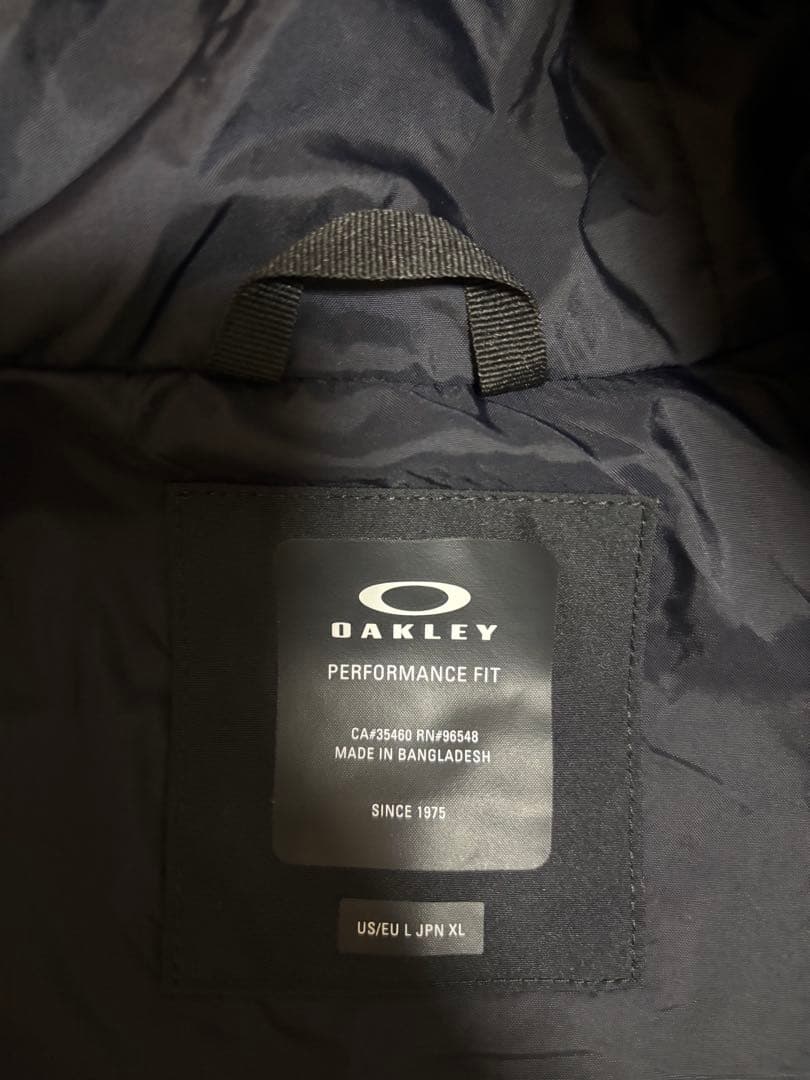 OAKLEY
PERFORMANCE FIT
CA#35460 RN#96548
MADE IN BANGLADESH
SINCE 1975
US/EU L JPN XL